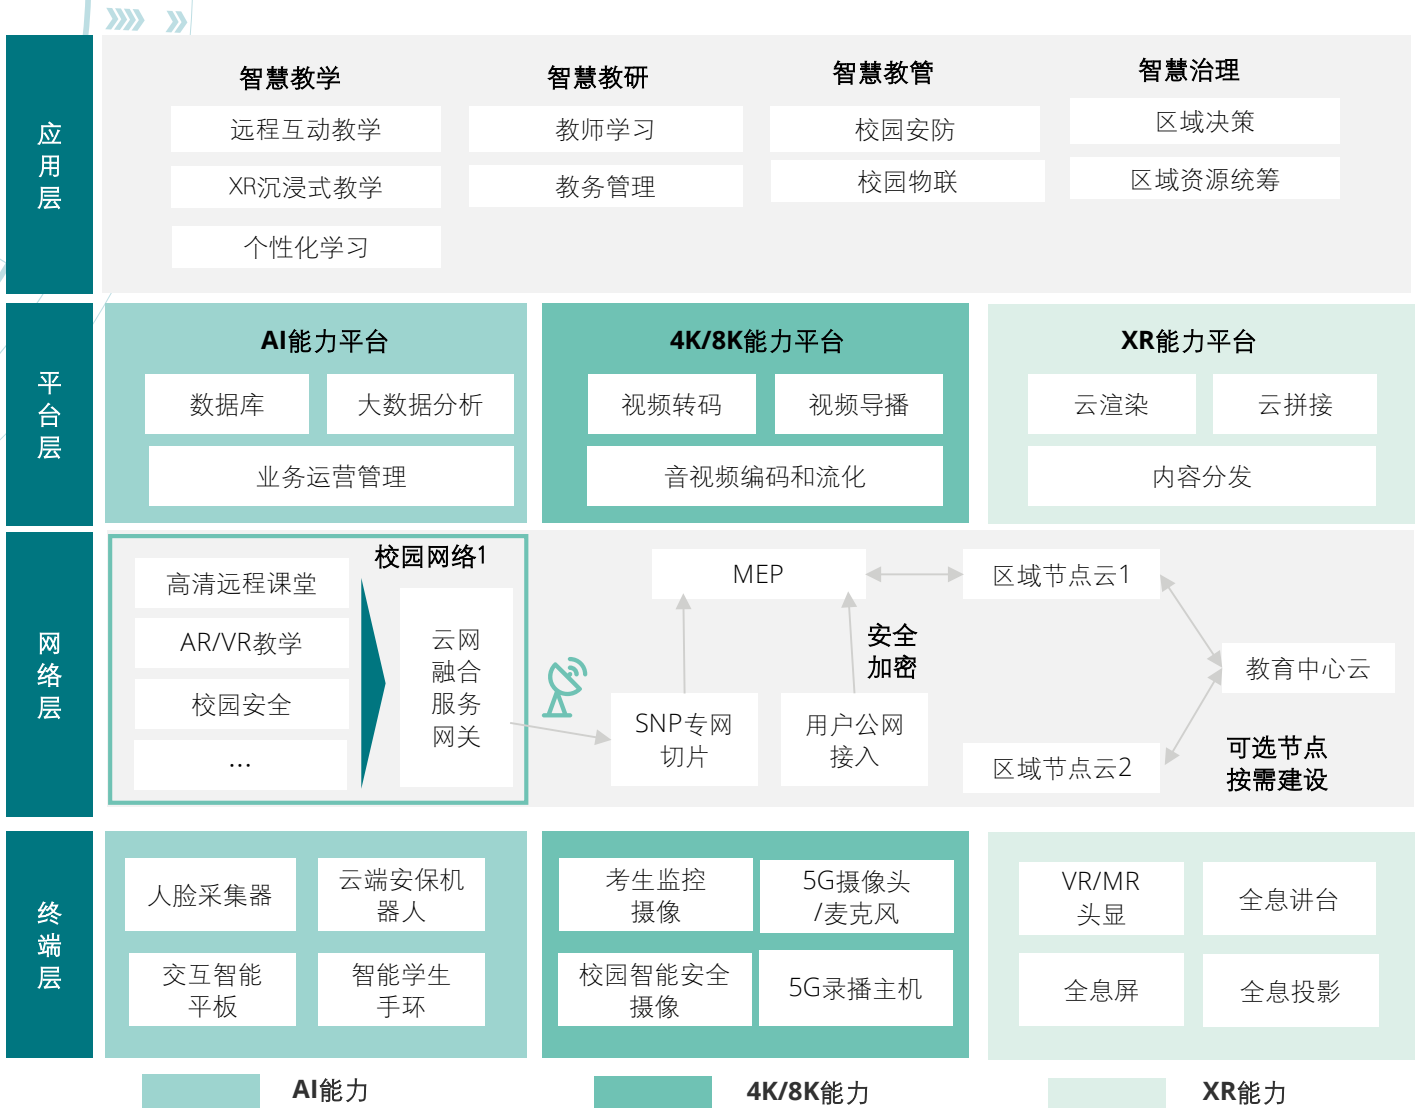 应
用
层
智慧教学
远程互动教学
XR沉浸式教学
个性化学习
智慧教研
教师学习
教务管理
智慧教管
校园安防
校园物联
智慧治理
区域决策
区域资源统筹
平
台
层
AI能力平台
数据库
大数据分析
业务运营管理
4K/8K能力平台
视频转码
视频导播
音视频编码和流化
XR能力平台
云渲染
云拼接
内容分发
网
络
层
校园网络1
高清远程课堂
AR/VR教学
校园安全
...
云网
融合
服务
网关
MEP
安全
加密
SNP专网
切片
用户公网
接入
区域节点云1
区域节点云2
教育中心云
可选节点
按需建设
终
端
层
人脸采集器
云端安保机
器人
交互智能
平板
智能学生
手环
考生监控
摄像
5G摄像头
/麦克风
校园智能安全
摄像
5G录播主机
VR/MR
头显
全息讲台
全息屏
全息投影
AI能力
4K/8K能力
XR能力